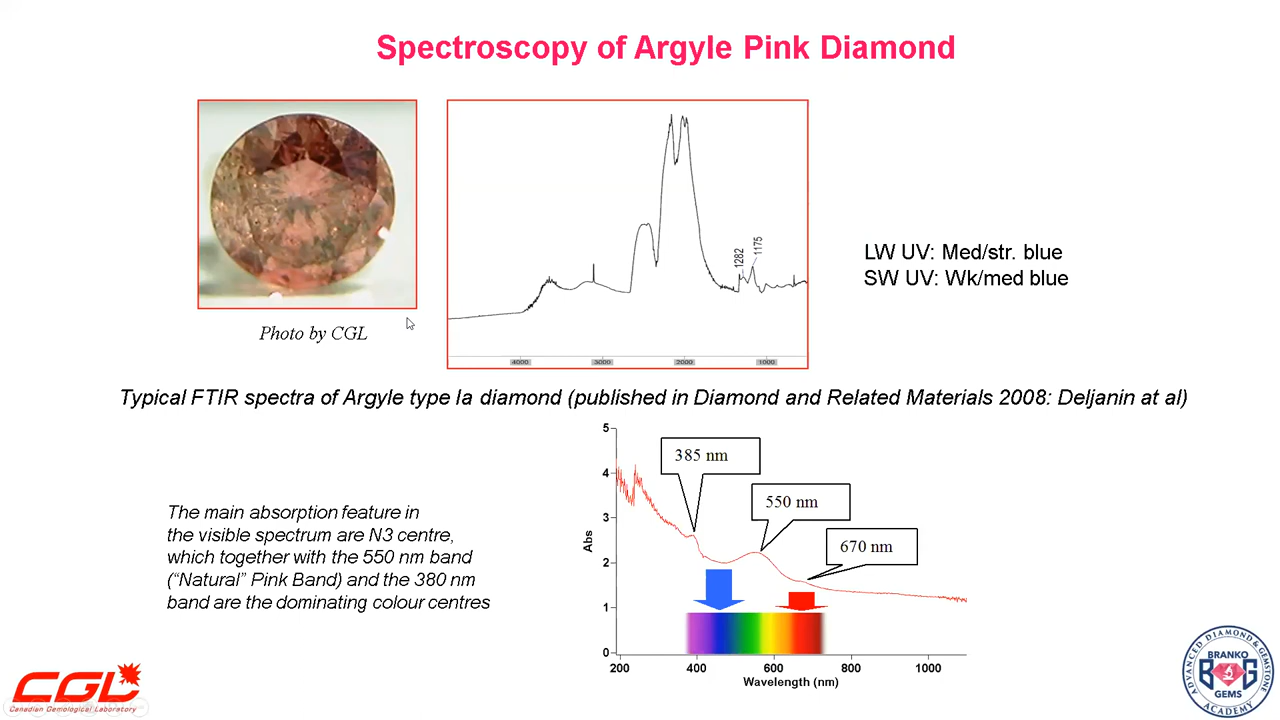 Spectroscopy of Argyle Pink Diamond
1282
1175
4000
3000
2000
1000
LW UV: Med/str. blue
SW UV: Wk/med blue
Photo by CGL
Typical FTIR spectra of Argyle type Ia diamond (published in Diamond and Related Materials 2008: Deljanin at al)
The main absorption feature in
the visible spectrum are N3 centre,
which together with the 550 nm band
("Natural" Pink Band) and the 380 nm
band are the dominating colour centres
5
4
3
2
1
0
Abs
385 nm
550 nm
670 nm
200
400
600
800
1000
Wavelength (nm)
CGL
Canadian Gemological Laboratory
ADVANCED DIAMOND & GEMSTONE
BRANKO
B G
GEMS
ACADEMY